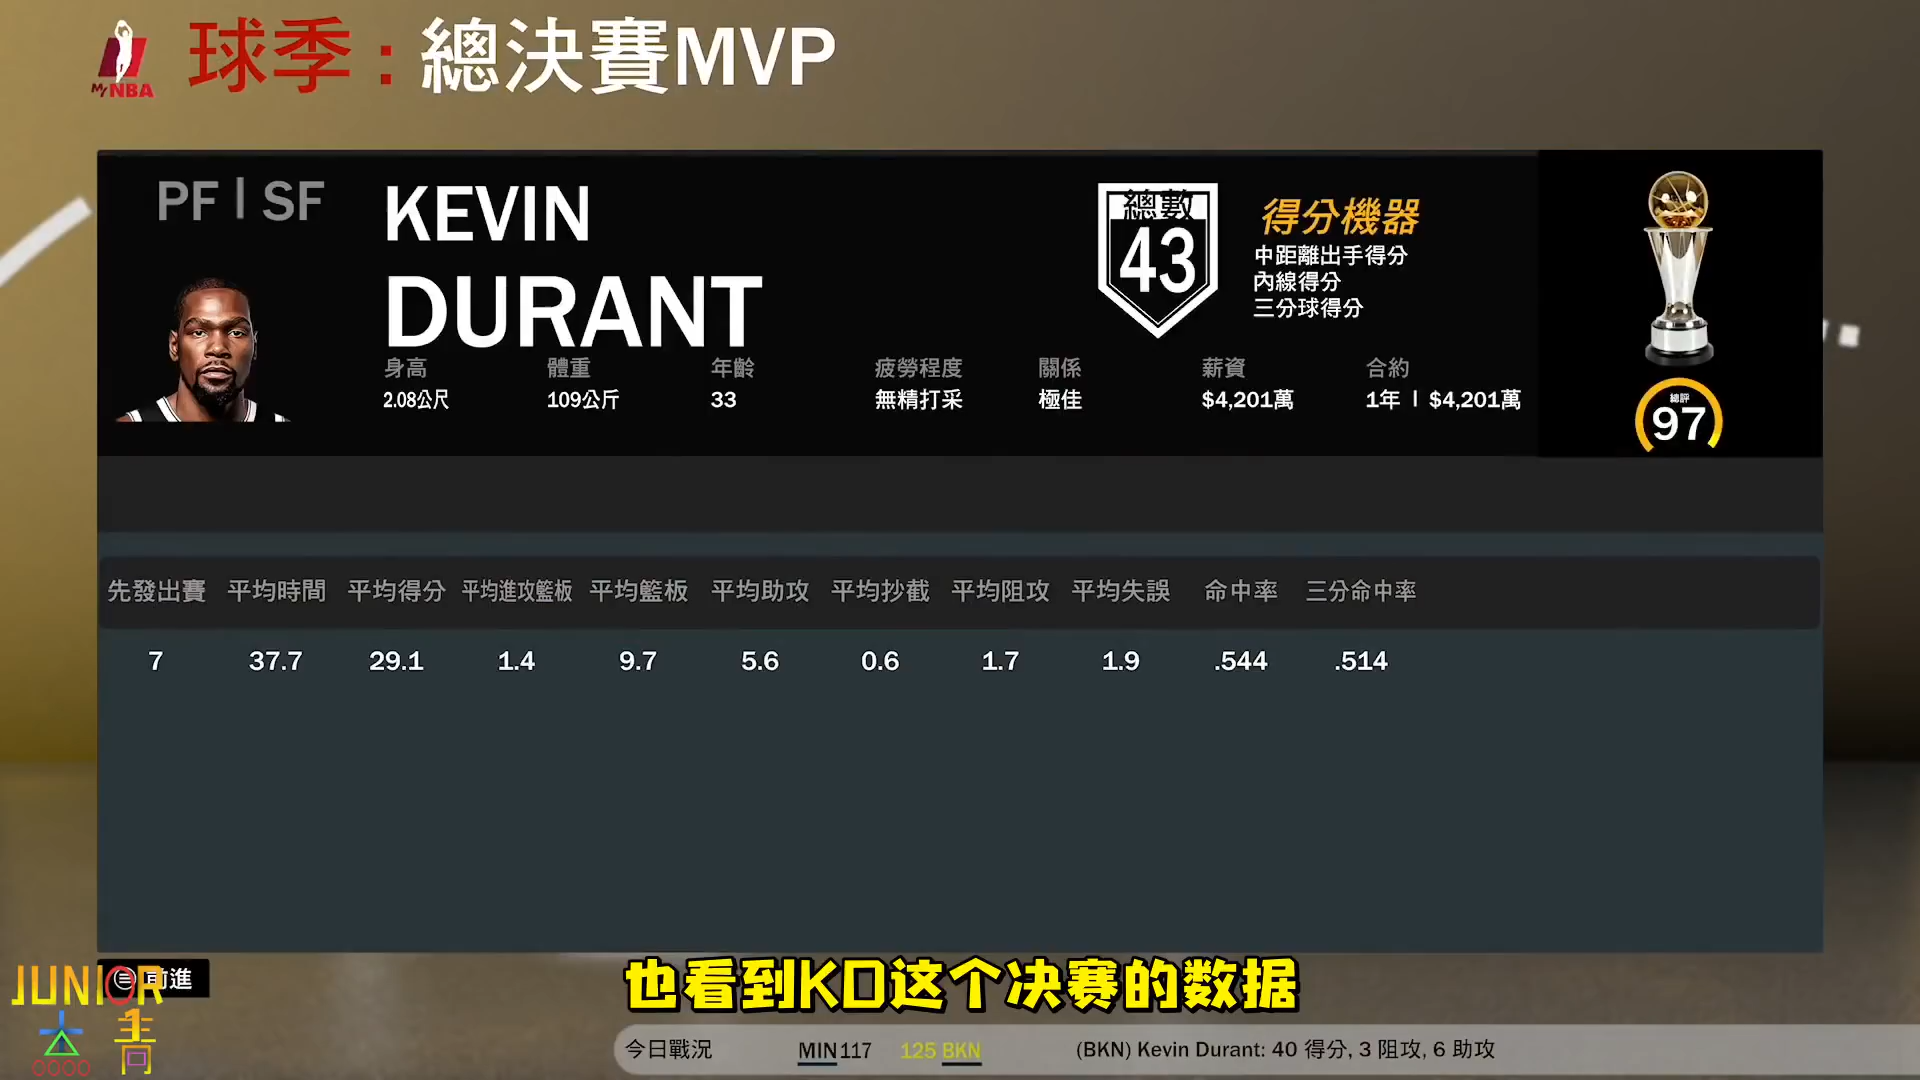 My NBA
球季 : 總決賽MVP
PF | SF
KEVIN
DURANT
總數
43
得分機器
中距離出手得分
內線得分
三分球得分
身高 體重 年齡 疲勞程度 關係 薪資 合約
2.08公尺 109公斤 33 無精打采 極佳 $4,201萬 1年 | $4,201萬
總評
97
先發出賽 平均時間 平均得分 平均進攻籃板 平均籃板 平均助攻 平均抄截 平均阻攻 平均失誤 命中率 三分命中率
7 37.7 29.1 1.4 9.7 5.6 0.6 1.7 1.9 .544 .514
前進
JUNIOR
也看到KD这个决赛的数据
今日戰況 MIN 117 125 BKN (BKN) Kevin Durant: 40 得分, 3 阻攻, 6 助攻